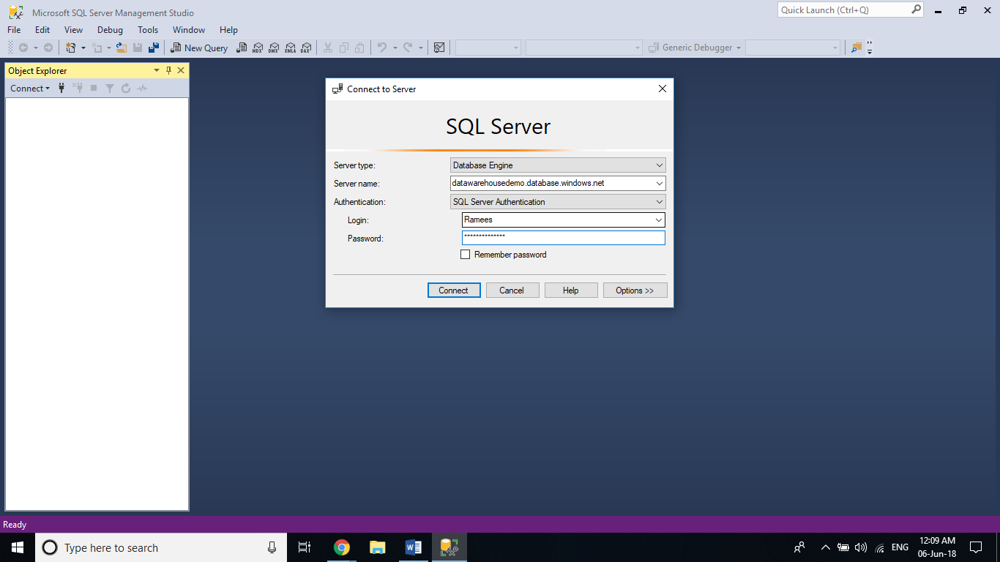 Microsoft SQL Server Management Studio
Quick Launch (Ctrl+Q)
File Edit View Debug Tools Window Help
New Query MDX DMX XMLA DAX Generic Debugger
Object Explorer
Connect
Connect to Server
SQL Server
Server type: Database Engine
Server name: datawarehousedemo.database.windows.net
Authentication: SQL Server Authentication
Login: Ramees
Password: **************
Remember password
Connect Cancel Help Options >>
Ready
Type here to search
ENG
12:09 AM
06-Jun-18